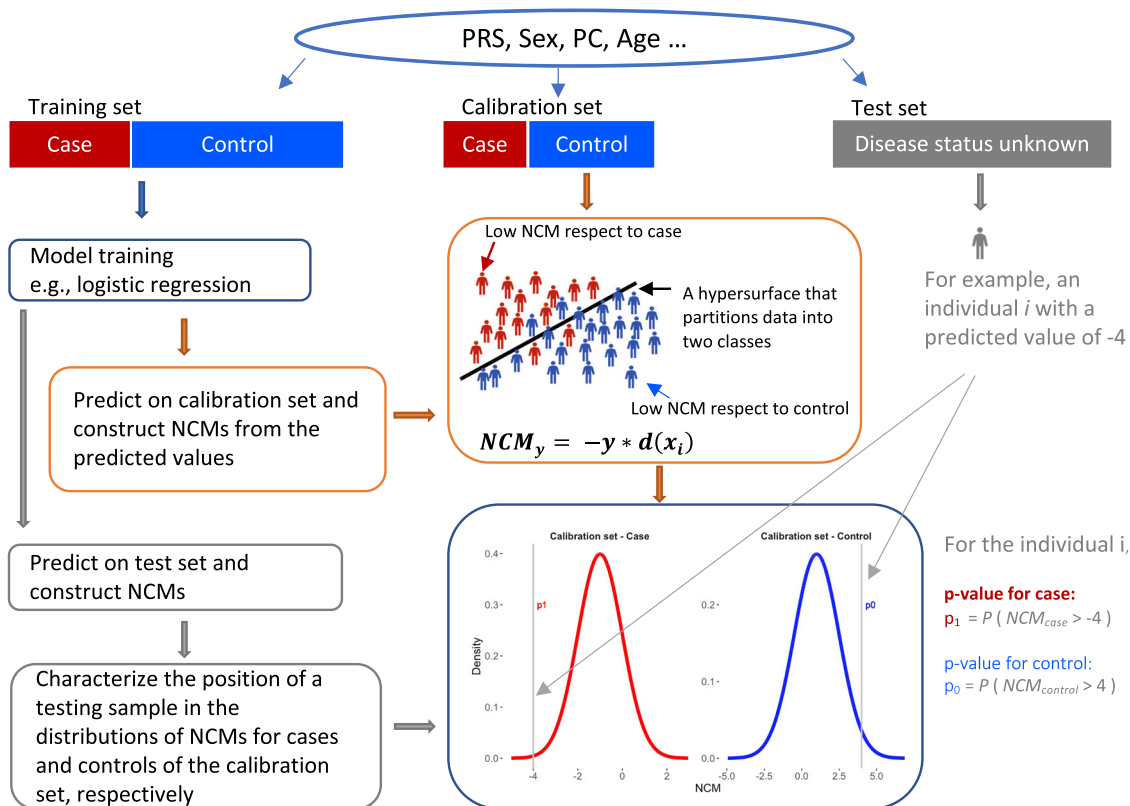 PRS, Sex, PC, Age ...
Training set
Case
Control
Calibration set
Case
Control
Test set
Disease status unknown
Model training
e.g., logistic regression
Predict on calibration set and
construct NCMs from the
predicted values
Low NCM respect to case
A hypersurface that
partitions data into
two classes
Low NCM respect to control
NCM_y = −y * d(x_i)
For example, an
individual i with a
predicted value of -4
Predict on test set and
construct NCMs
Characterize the position of a
testing sample in the
distributions of NCMs for cases
and controls of the calibration
set, respectively
Calibration set - Case
Calibration set - Control
0.4
0.3
0.2
0.1
0.0
Density
p1
-4
-2
0
2
0.2
0.1
0.0
p0
-5.0
-2.5
0.0
2.5
5.0
NCM
For the individual i,
p-value for case:
p₁ = P ( NCM_case > -4 )
p-value for control:
p₀ = P ( NCM_control > 4 )